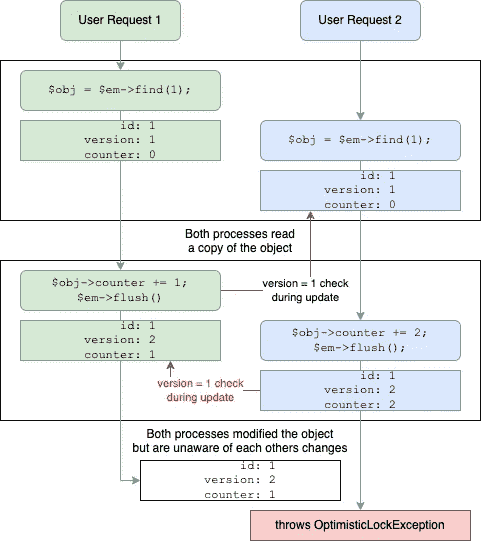 User Request 1
User Request 2
$obj = $em->find(1);
id: 1
version: 1
counter: 0
$obj = $em->find(1);
id: 1
version: 1
counter: 0
Both processes read
a copy of the object
$obj->counter += 1;
$em->flush()
version = 1 check
during update
id: 1
version: 2
counter: 1
$obj->counter += 2;
$em->flush();
version = 1 check
during update
id: 1
version: 2
counter: 2
Both processes modified the object
but are unaware of each others changes
id: 1
version: 2
counter: 1
throws OptimisticLockException